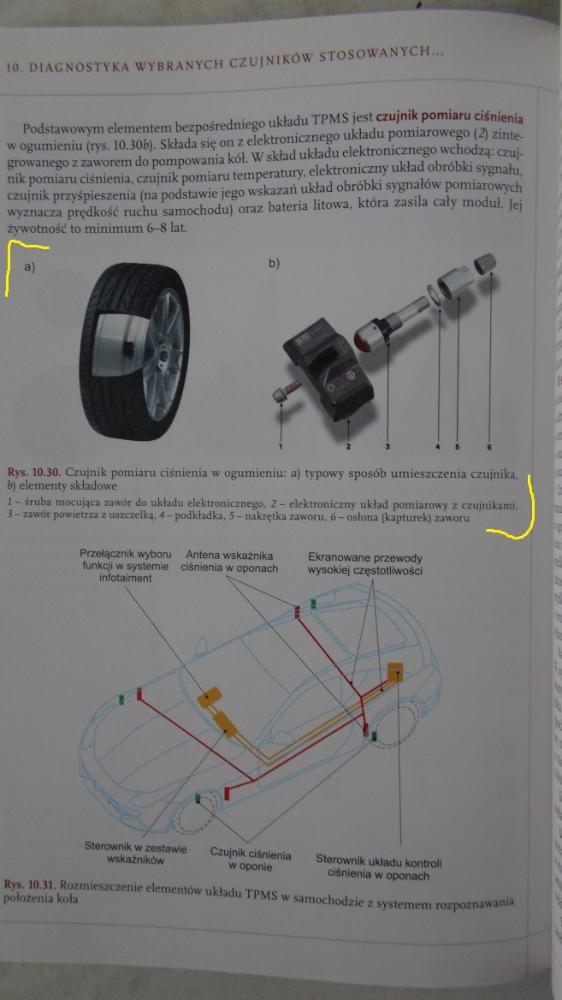 10. DIAGNOSTYKA WYBRANYCH CZUJNIKÓW STOSOWANYCH...
Podstawowym elementem bezpośredniego układu TPMS jest czujnik pomiaru ciśnienia
w ogumieniu (rys. 10.30b). Składa się on z elektronicznego układu pomiarowego (2) zinte-
growanego z zaworem do pompowania kół. W skład układu elektronicznego wchodzą: czuj-
nik pomiaru ciśnienia, czujnik pomiaru temperatury, elektroniczny układ obróbki sygnału,
czujnik przyśpieszenia (na podstawie jego wskazań układ obróbki sygnałów pomiarowych
wyznacza prędkość ruchu samochodu) oraz bateria litowa, która zasila cały moduł. Jej
żywotność to minimum 6–8 lat.
a)
b)
BERU
1 2 3 4 5 6
Rys. 10.30. Czujnik pomiaru ciśnienia w ogumieniu: a) typowy sposób umieszczenia czujnika,
b) elementy składowe
1 – śruba mocująca zawór do układu elektronicznego, 2 – elektroniczny układ pomiarowy z czujnikami,
3 – zawór powietrza z uszczelką, 4 – podkładka, 5 – nakrętka zaworu, 6 – osłona (kapturek) zaworu
Przełącznik wyboru
funkcji w systemie
infotaiment
Antena wskaźnika
ciśnienia w oponach
Ekranowane przewody
wysokiej częstotliwości
Sterownik w zestawie
wskaźników
Czujnik ciśnienia
w oponie
Sterownik układu kontroli
ciśnienia w oponach
Rys. 10.31. Rozmieszczenie elementów układu TPMS w samochodzie z systemem rozpoznawania
położenia koła